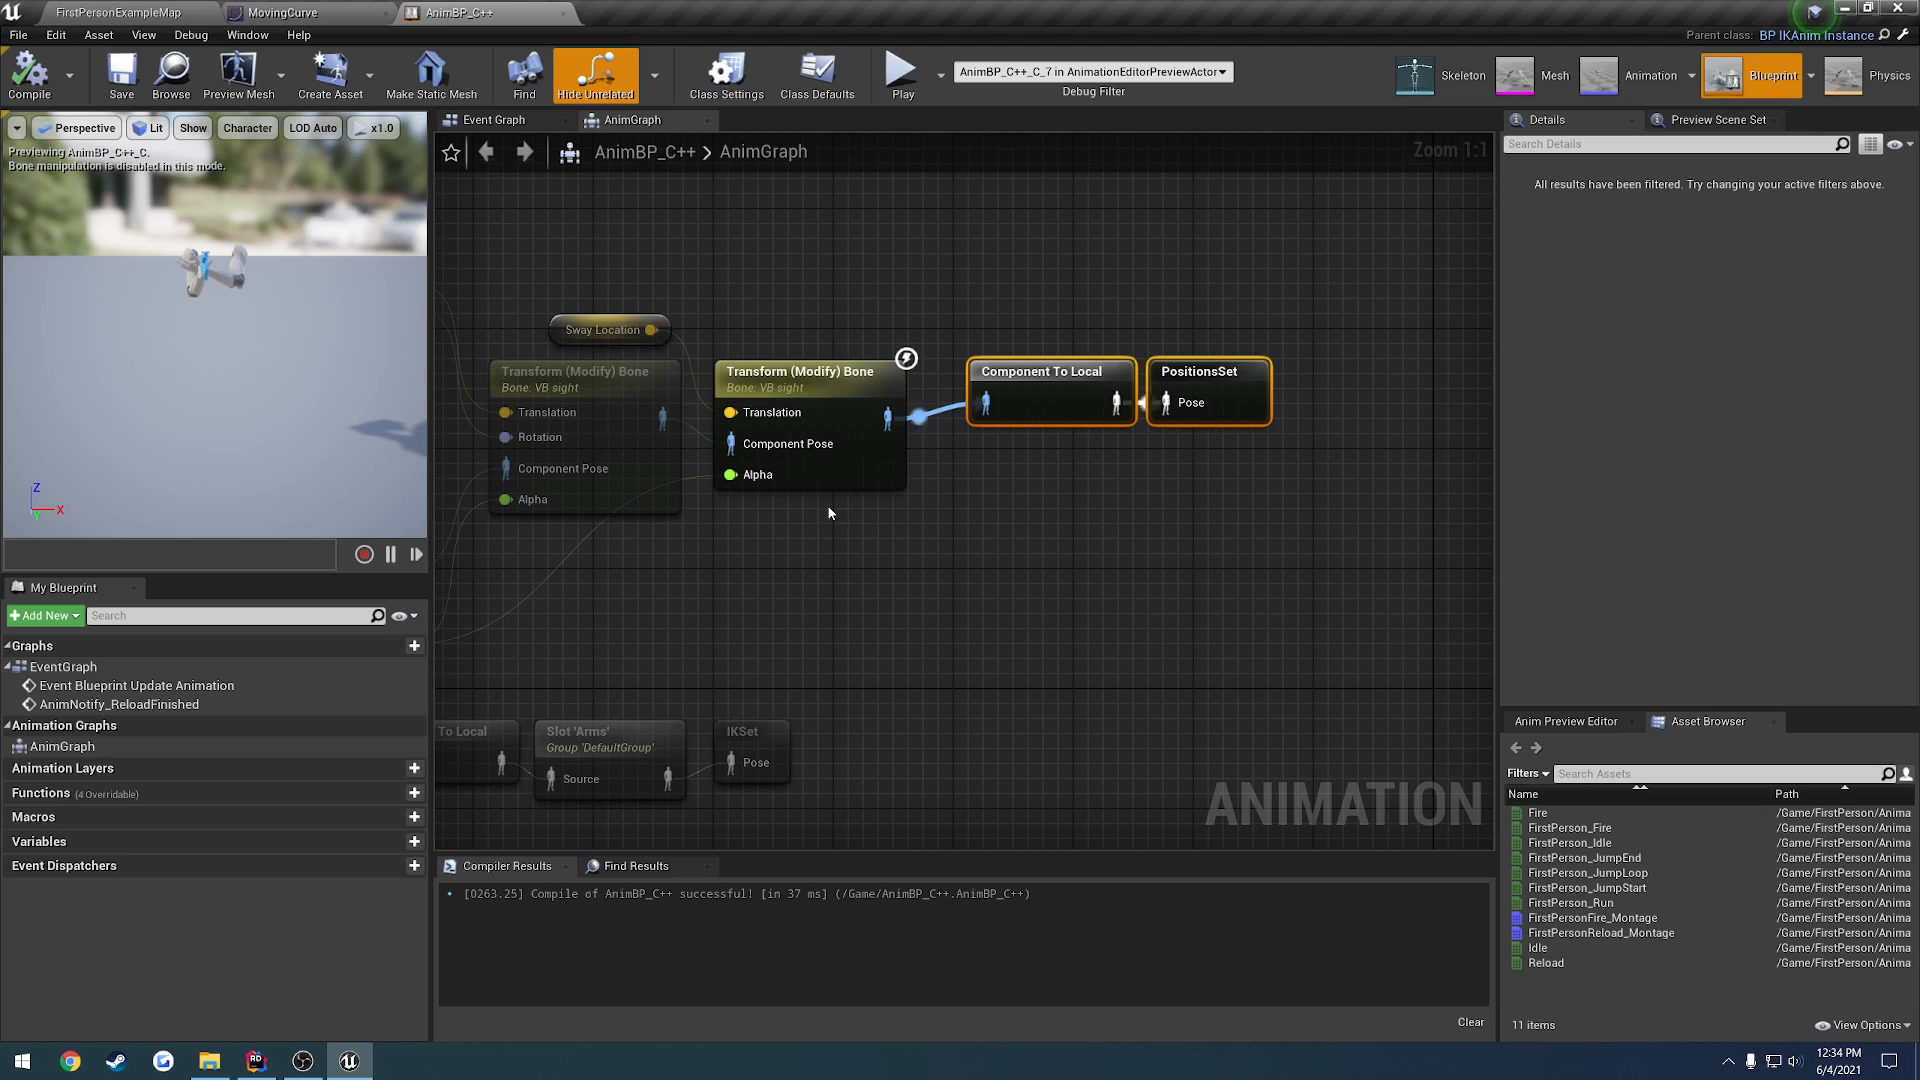 FirstPersonExampleMap
MovingCurve
AnimBP_C++
File Edit Asset View Debug Window Help
Parent class: BP IKAnim Instance
Compile
Save
Browse
Preview Mesh
Create Asset
Make Static Mesh
Find
Hide Unrelated
Class Settings
Class Defaults
Play
AnimBP_C++_C_7 in AnimationEditorPreviewActor
Debug Filter
Skeleton
Mesh
Animation
Blueprint
Physics
Perspective Lit Show Character LOD Auto x1.0
Previewing AnimBP_C++_C.
Bone manipulation is disabled in this mode.
Z
X
Y
Event Graph
AnimGraph
AnimBP_C++ > AnimGraph
Zoom 1:1
Sway Location
Transform (Modify) Bone
Bone: VB sight
Translation
Rotation
Component Pose
Alpha
Transform (Modify) Bone
Bone: VB sight
Translation
Component Pose
Alpha
Component To Local
PositionsSet
Pose
To Local
Slot 'Arms'
Group 'DefaultGroup'
Source
IKSet
Pose
ANIMATION
My Blueprint
Add New
Search
Graphs
EventGraph
Event Blueprint Update Animation
AnimNotify_ReloadFinished
Animation Graphs
AnimGraph
Animation Layers
Functions (4 Overridable)
Macros
Variables
Event Dispatchers
Compiler Results
Find Results
[0263.25] Compile of AnimBP_C++ successful! [in 37 ms] (/Game/AnimBP_C++.AnimBP_C++)
Clear
Details
Preview Scene Set
Search Details
All results have been filtered. Try changing your active filters above.
Anim Preview Editor
Asset Browser
Filters
Search Assets
Name Path
Fire /Game/FirstPerson/Anima
FirstPerson_Fire /Game/FirstPerson/Anima
FirstPerson_Idle /Game/FirstPerson/Anima
FirstPerson_JumpEnd /Game/FirstPerson/Anima
FirstPerson_JumpLoop /Game/FirstPerson/Anima
FirstPerson_JumpStart /Game/FirstPerson/Anima
FirstPerson_Run /Game/FirstPerson/Anima
FirstPersonFire_Montage /Game/FirstPerson/Anima
FirstPersonReload_Montage /Game/FirstPerson/Anima
Idle /Game/FirstPerson/Anima
Reload /Game/FirstPerson/Anima
11 items
View Options
RD
12:34 PM
6/4/2021